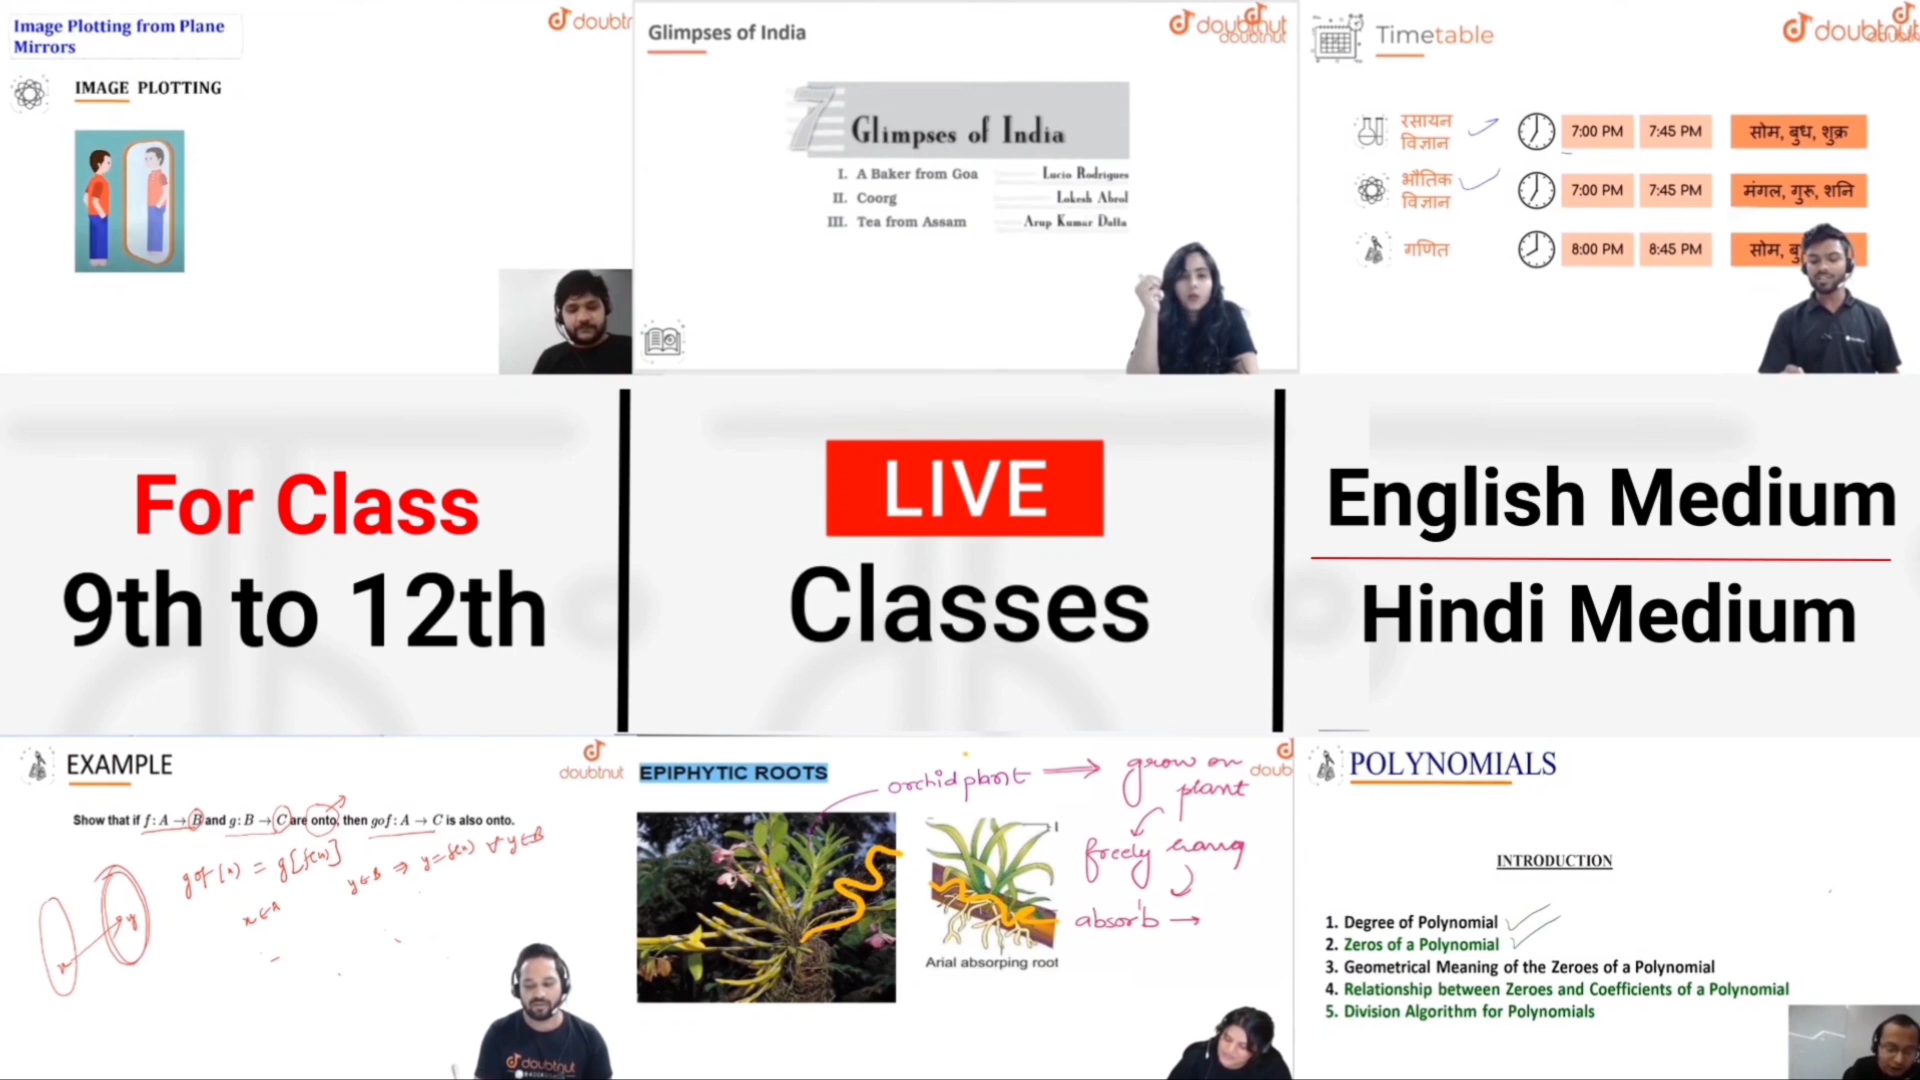 Image Plotting from Plane
Mirrors
IMAGE PLOTTING
Glimpses of India
doubtnut
doubtnut
7
Glimpses of India
I. A Baker from Goa Lucio Rodrigues
II. Coorg Lokesh Abrol
III. Tea from Assam Arup Kumar Datta
Timetable
doubtnut
रसायन
विज्ञान
7:00 PM 7:45 PM सोम, बुध, शुक्र
भौतिक
विज्ञान
7:00 PM 7:45 PM मंगल, गुरु, शनि
गणित 8:00 PM 8:45 PM सोम,
For Class
9th to 12th
LIVE
Classes
English Medium
Hindi Medium
EXAMPLE
doubtnut
Show that if f : A → B and g : B → C are onto, then gof : A → C is also onto.
gof(x) = g[f(x)]
y∈B ⇒ y=f(x) ∀ y∈B
x∈A
x
y
doubtnut
EPIPHYTIC ROOTS
orchid plant → grow on
plant
freely hang
absorb →
Arial absorping root
doub
POLYNOMIALS
INTRODUCTION
1. Degree of Polynomial
2. Zeros of a Polynomial
3. Geometrical Meaning of the Zeroes of a Polynomial
4. Relationship between Zeroes and Coefficients of a Polynomial
5. Division Algorithm for Polynomials